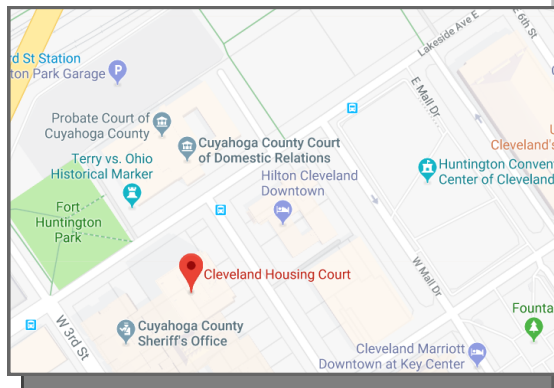 rd St Station
ton Park Garage
P
Lakeside Ave E
E 6th St
E Mall Dr
Probate Court of
Cuyahoga County
Cuyahoga County Court
of Domestic Relations
Cleveland's
Terry vs. Ohio
Historical Marker
Hilton Cleveland
Downtown
Huntington Conven
Center of Cleveland
Fort
Huntington
Park
Cleveland Housing Court
W Mall Dr
W 3rd St
Cuyahoga County
Sheriff's Office
Founta
Cleveland Marriott
Downtown at Key Center